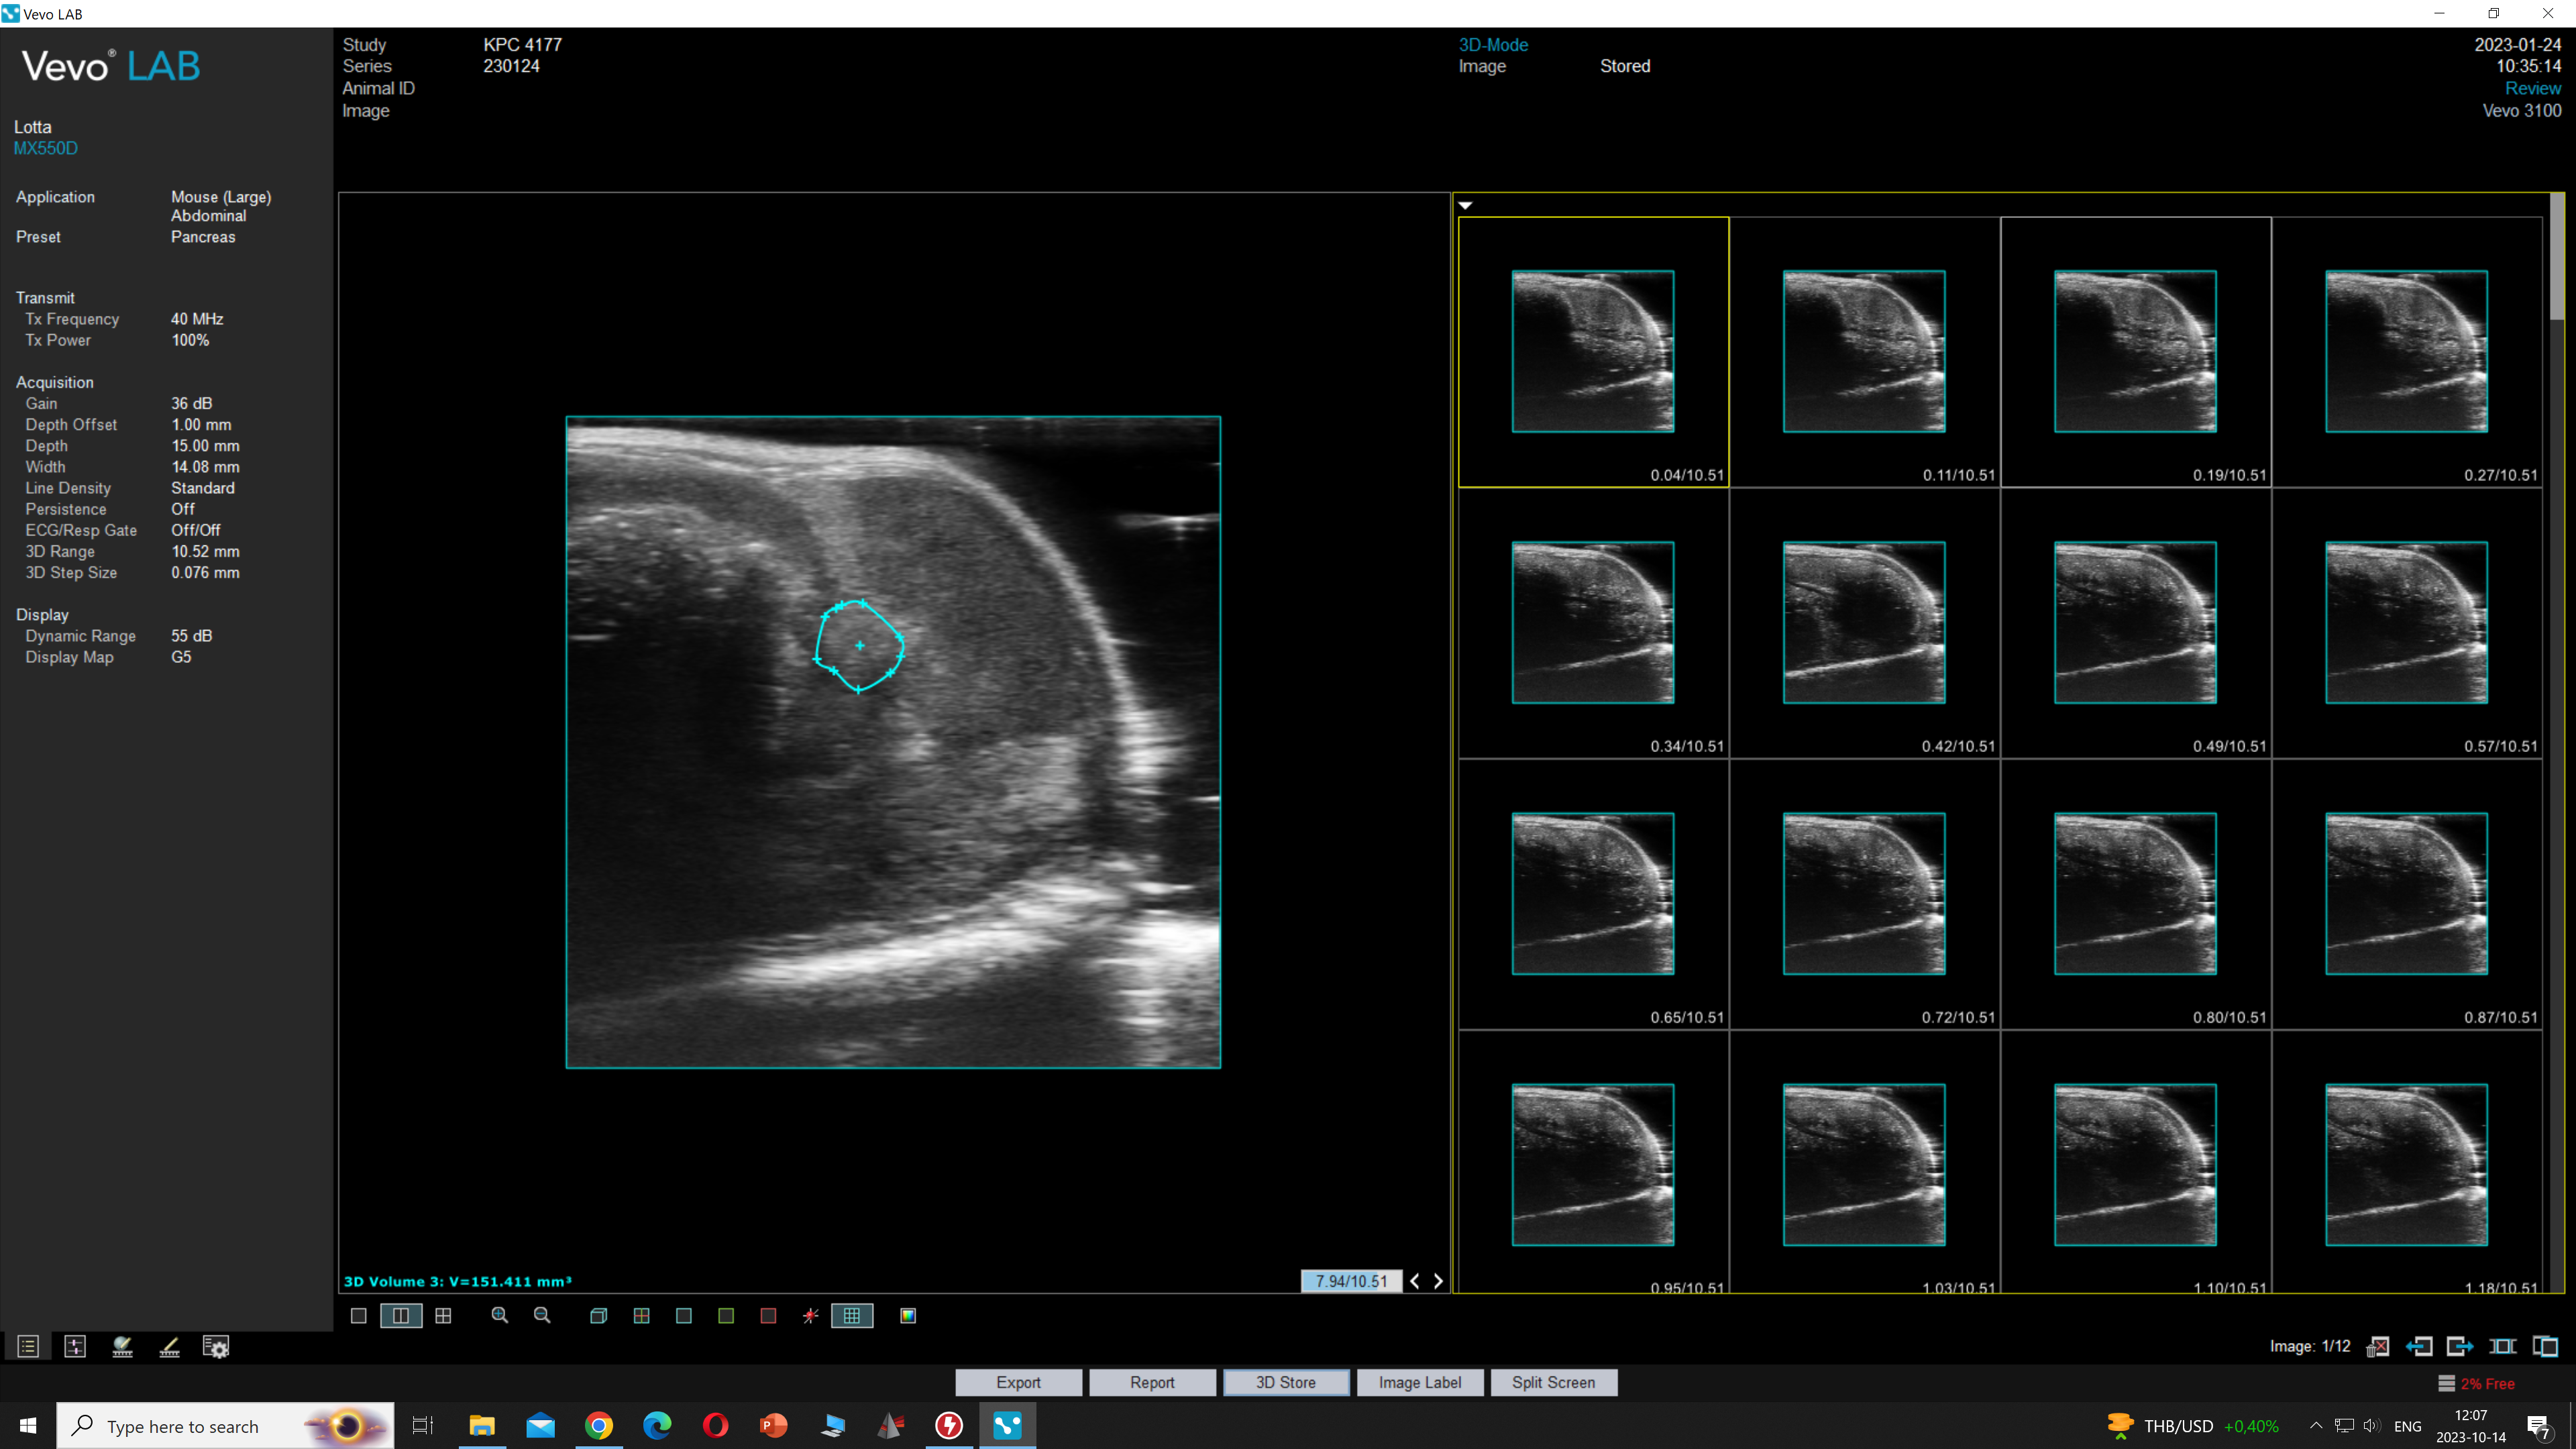 Vevo LAB
Vevo® LAB
Lotta
MX550D
Application Mouse (Large)
Abdominal
Preset Pancreas
Transmit
Tx Frequency 40 MHz
Tx Power 100%
Acquisition
Gain 36 dB
Depth Offset 1.00 mm
Depth 15.00 mm
Width 14.08 mm
Line Density Standard
Persistence Off
ECG/Resp Gate Off/Off
3D Range 10.52 mm
3D Step Size 0.076 mm
Display
Dynamic Range 55 dB
Display Map G5
Study KPC 4177
Series 230124
Animal ID
Image
3D-Mode
Image Stored
2023-01-24
10:35:14
Review
Vevo 3100
0.04/10.51 0.11/10.51 0.19/10.51 0.27/10.51
0.34/10.51 0.42/10.51 0.49/10.51 0.57/10.51
0.65/10.51 0.72/10.51 0.80/10.51 0.87/10.51
0.95/10.51 1.03/10.51 1.10/10.51 1.18/10.51
3D Volume 3: V=151.411 mm³
7.94/10.51
Image: 1/12
Export Report 3D Store Image Label Split Screen
2% Free
Type here to search
THB/USD +0,40%
ENG
12:07
2023-10-14
7